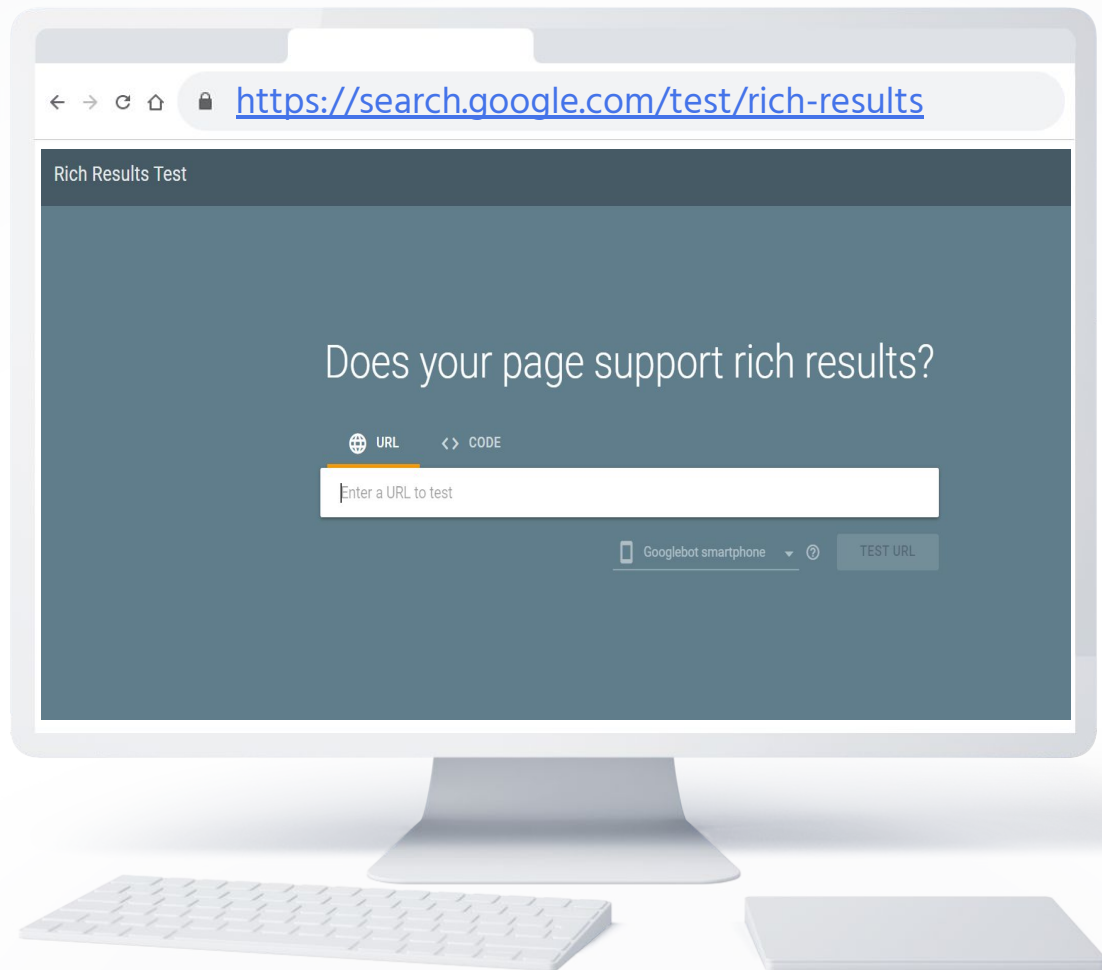 https://search.google.com/test/rich-results
Rich Results Test
Does your page support rich results?
URL
CODE
Enter a URL to test
Googlebot smartphone
TEST URL